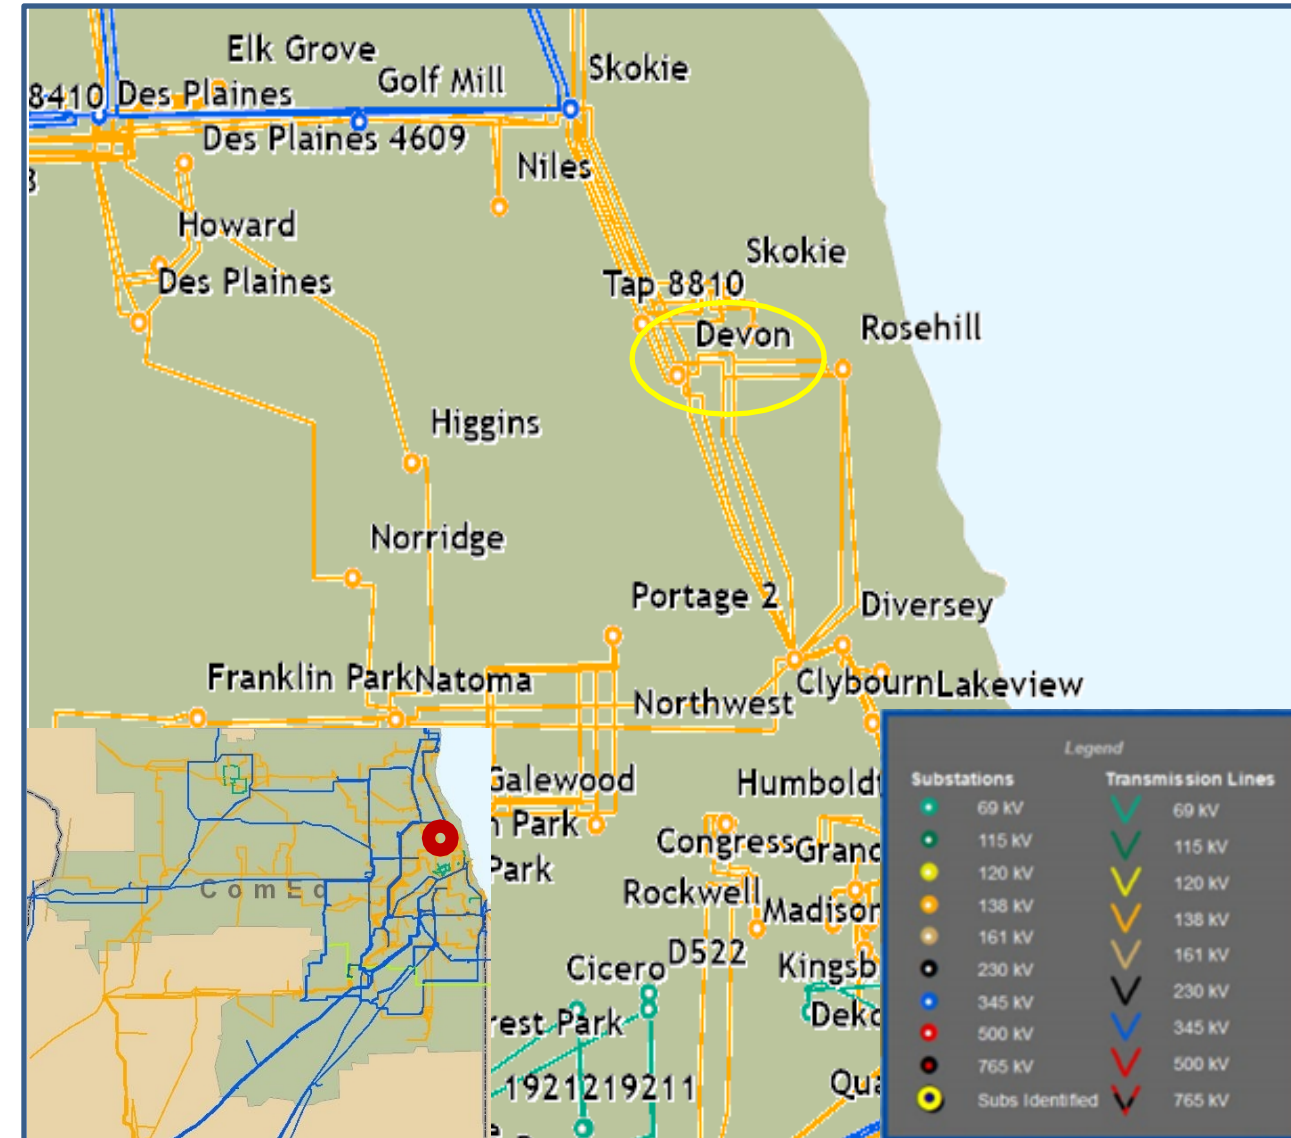 Elk Grove
Golf Mill
Skokie
8410 Des Plaines
Des Plaines 4609
Niles
Howard
Skokie
Des Plaines
Tap 8810
Devon
Rosehill
Higgins
Norridge
Portage 2
Diversey
Franklin Park
Natoma
Clybourn
Lakeview
Northwest
Galewood
Humboldt
n Park
Congress
Grand
Park
Rockwell
Madison
D522
Cicero
Kingsb
rest Park
Deko
1921219211
Qua
ComEd
Legend
Substations Transmission Lines
69 kV 69 kV
115 kV 115 kV
120 kV 120 kV
138 kV 138 kV
161 kV 161 kV
230 kV 230 kV
345 kV 345 kV
500 kV 500 kV
765 kV 765 kV
Subs Identified